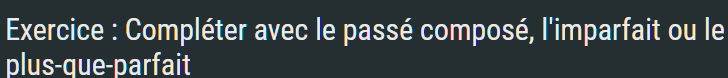 Exercice : Compléter avec le passé composé, l'imparfait ou le
plus-que-parfait